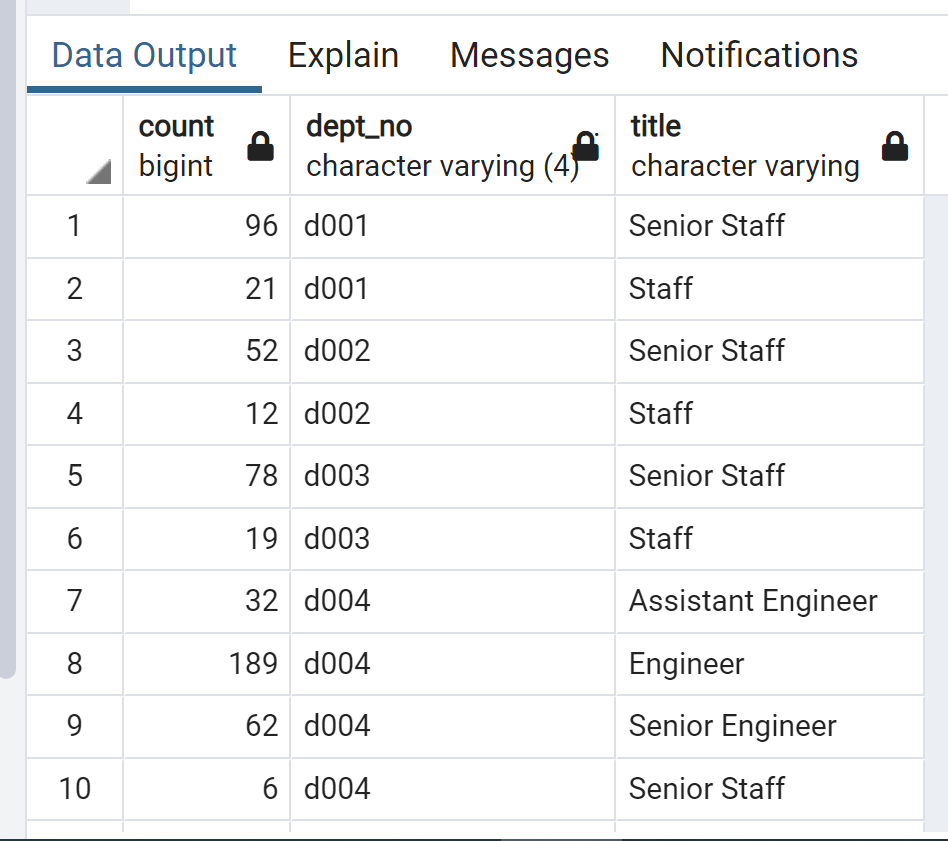 Data Output Explain Messages Notifications
count dept_no title
bigint character varying (4) character varying
1 96 d001 Senior Staff
2 21 d001 Staff
3 52 d002 Senior Staff
4 12 d002 Staff
5 78 d003 Senior Staff
6 19 d003 Staff
7 32 d004 Assistant Engineer
8 189 d004 Engineer
9 62 d004 Senior Engineer
10 6 d004 Senior Staff